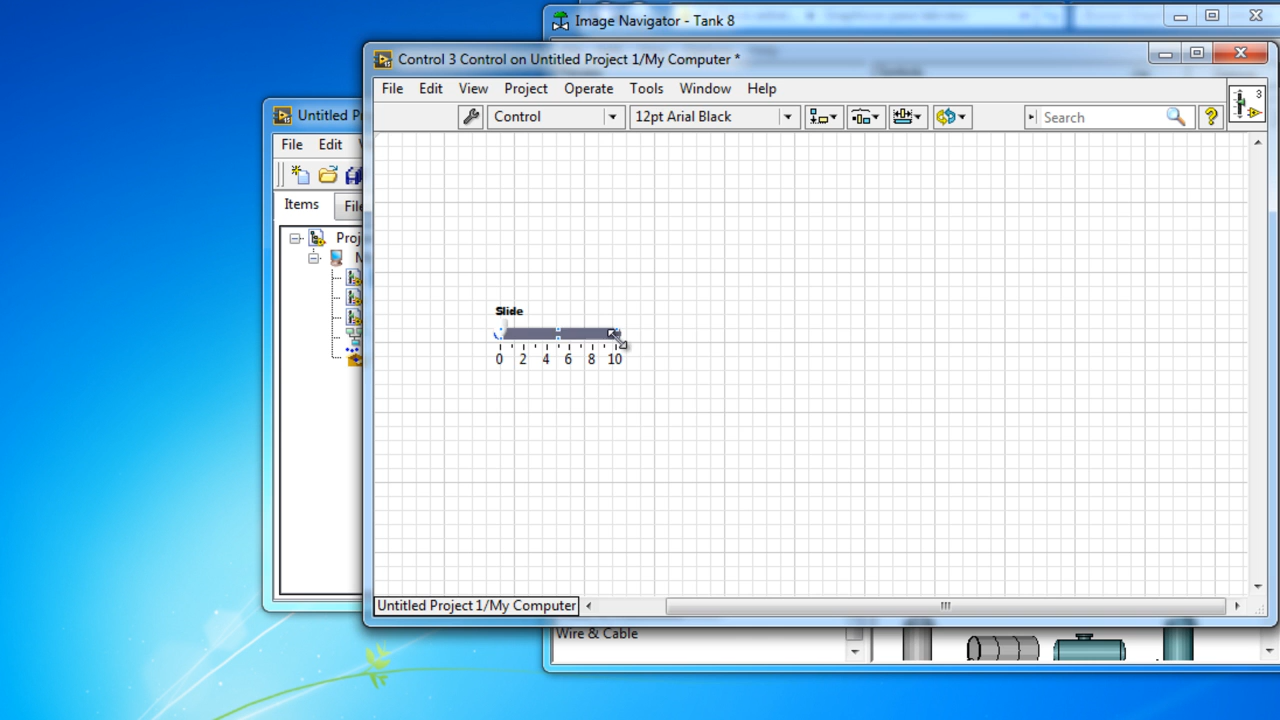 Image Navigator - Tank 8
Control 3 Control on Untitled Project 1/My Computer *
File Edit View Project Operate Tools Window Help
Control 12pt Arial Black Search ? 3
Untitled P
File Edit
Items File
Proj
Slide
0 2 4 6 8 10
Untitled Project 1/My Computer
Wire & Cable